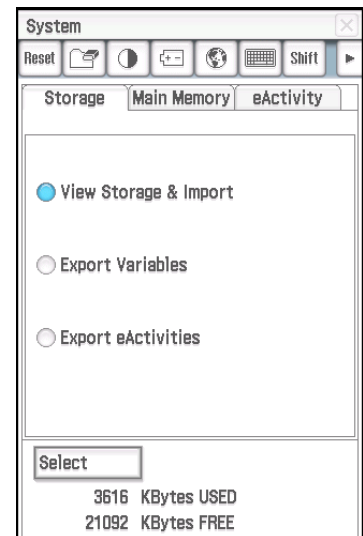 System
Reset Shift
Storage Main Memory eActivity
View Storage & Import
Export Variables
Export eActivities
Select
3616 KBytes USED
21092 KBytes FREE